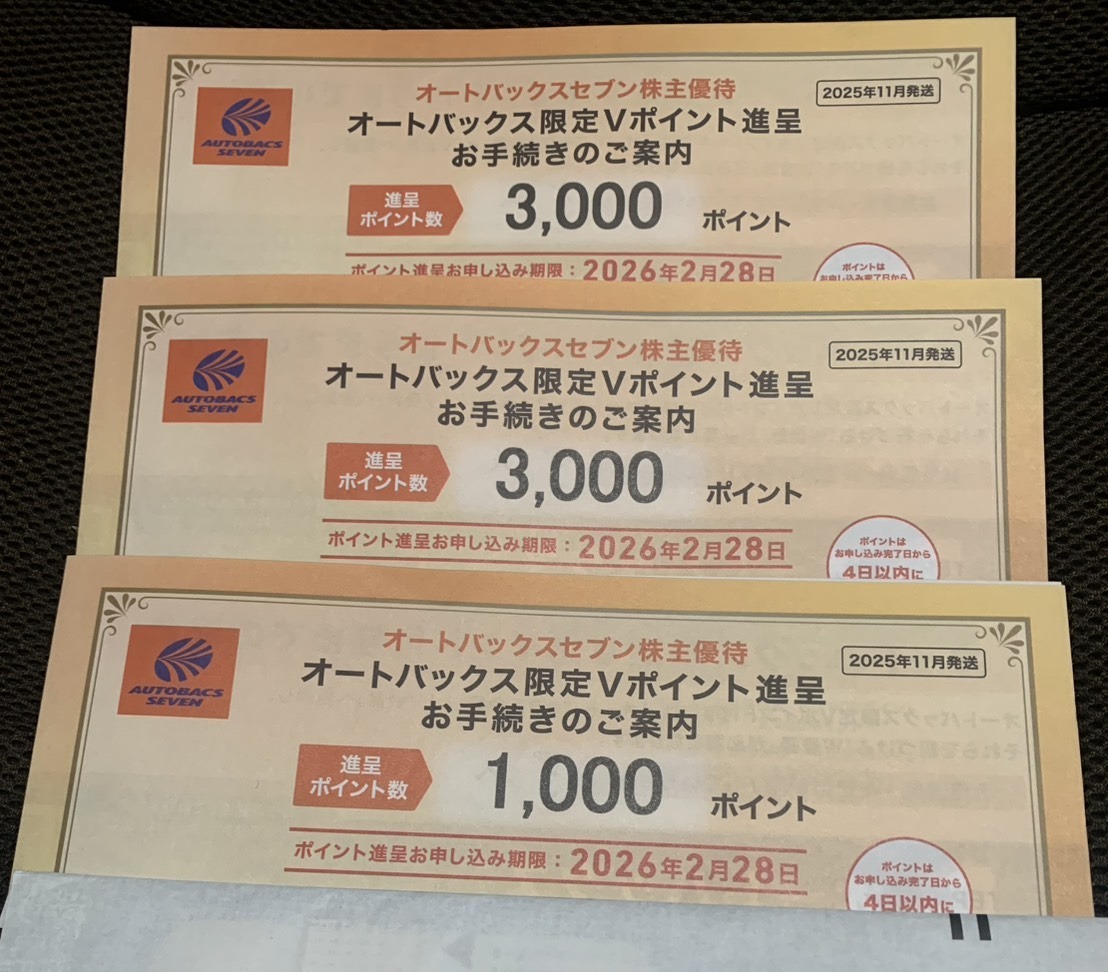 オートバックスセブン株主優待
2025年11月発送
オートバックス限定Vポイント進呈
お手続きのご案内
AUTOBACS
SEVEN
進呈
ポイント数
3,000 ポイント
ポイント進呈お申し込み期限：2026年2月28日
ポイントは
お申し込み完了日から
オートバックスセブン株主優待
2025年11月発送
オートバックス限定Vポイント進呈
お手続きのご案内
AUTOBACS
SEVEN
進呈
ポイント数
3,000 ポイント
ポイント進呈お申し込み期限：2026年2月28日
ポイントは
お申し込み完了日から
4日以内に
オートバックスセブン株主優待
2025年11月発送
オートバックス限定Vポイント進呈
お手続きのご案内
AUTOBACS
SEVEN
進呈
ポイント数
1,000 ポイント
ポイント進呈お申し込み期限：2026年2月28日
ポイントは
お申し込み完了日から
4日以内に